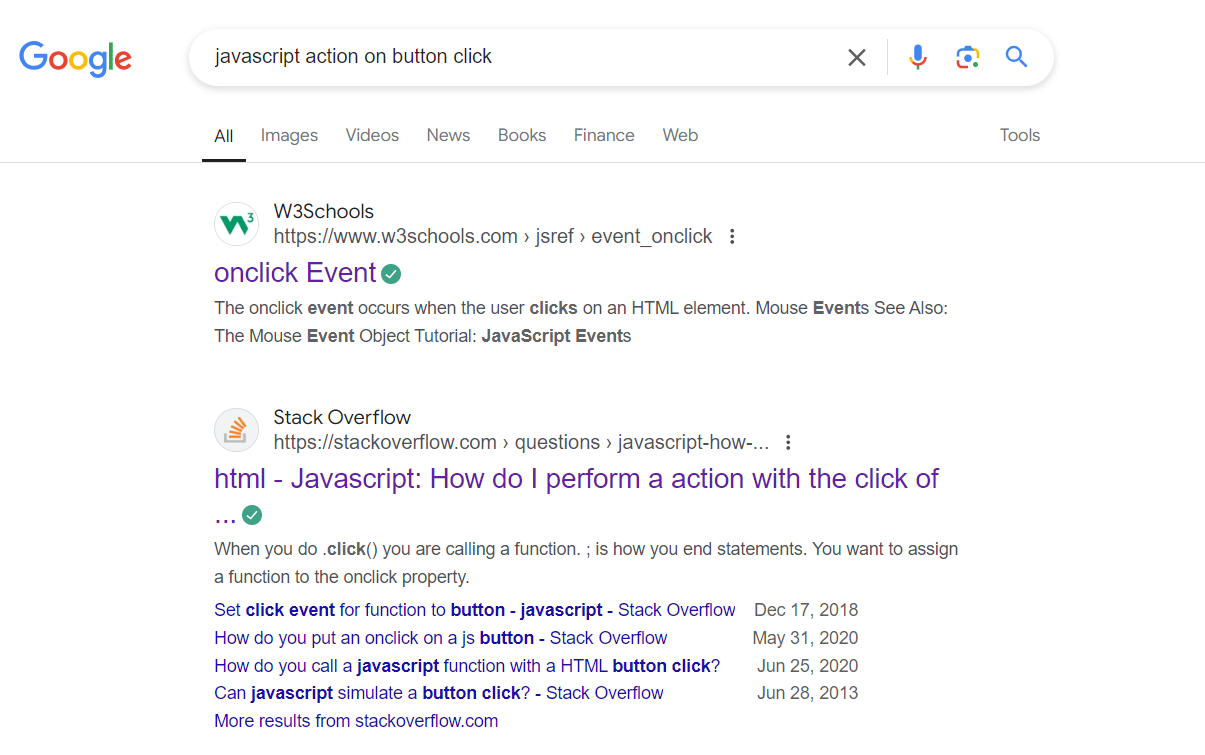 Google
javascript action on button click
All Images Videos News Books Finance Web Tools
W3Schools
https://www.w3schools.com › jsref › event_onclick
onclick Event
The onclick event occurs when the user clicks on an HTML element. Mouse Events See Also:
The Mouse Event Object Tutorial: JavaScript Events
Stack Overflow
https://stackoverflow.com › questions › javascript-how-...
html - Javascript: How do I perform a action with the click of
...
When you do .click() you are calling a function. ; is how you end statements. You want to assign
a function to the onclick property.
Set click event for function to button - javascript - Stack Overflow Dec 17, 2018
How do you put an onclick on a js button - Stack Overflow May 31, 2020
How do you call a javascript function with a HTML button click? Jun 25, 2020
Can javascript simulate a button click? - Stack Overflow Jun 28, 2013
More results from stackoverflow.com